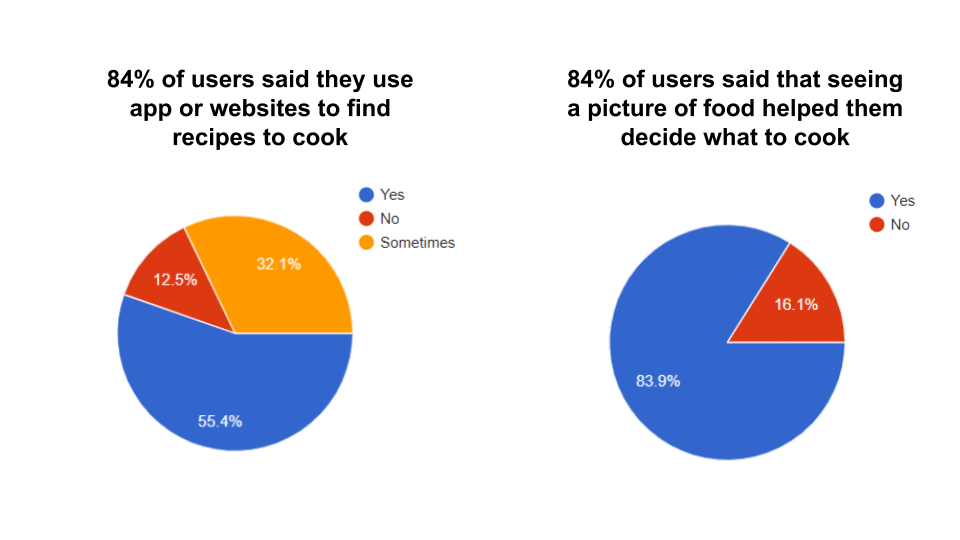 84% of users said they use
app or websites to find
recipes to cook
Yes
No
Sometimes
32.1%
12.5%
55.4%
84% of users said that seeing
a picture of food helped them
decide what to cook
Yes
No
16.1%
83.9%